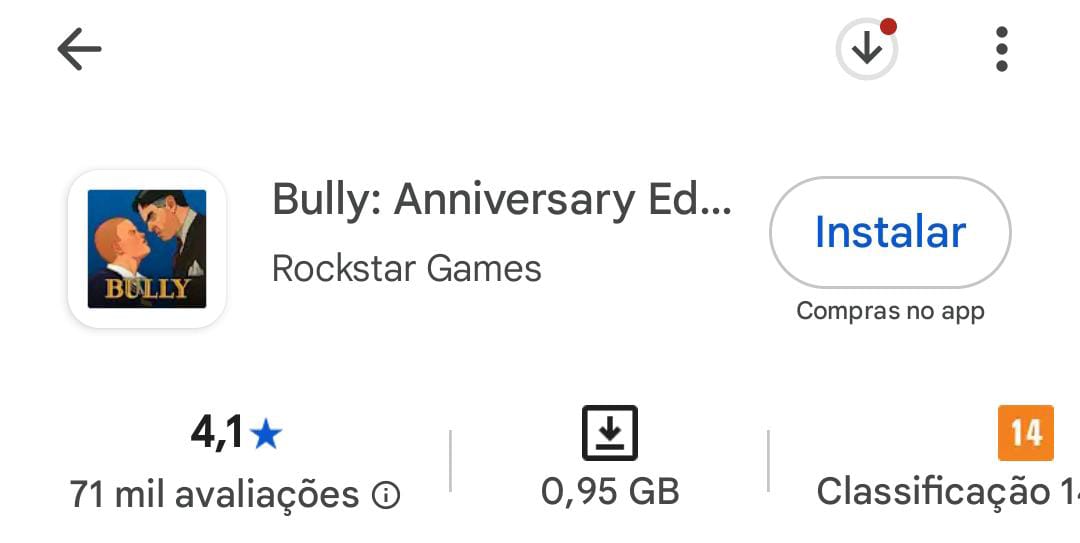 Bully: Anniversary Ed...
Rockstar Games
Instalar
Compras no app
BULLY
4,1★
71 mil avaliações
0,95 GB
14
Classificação 14